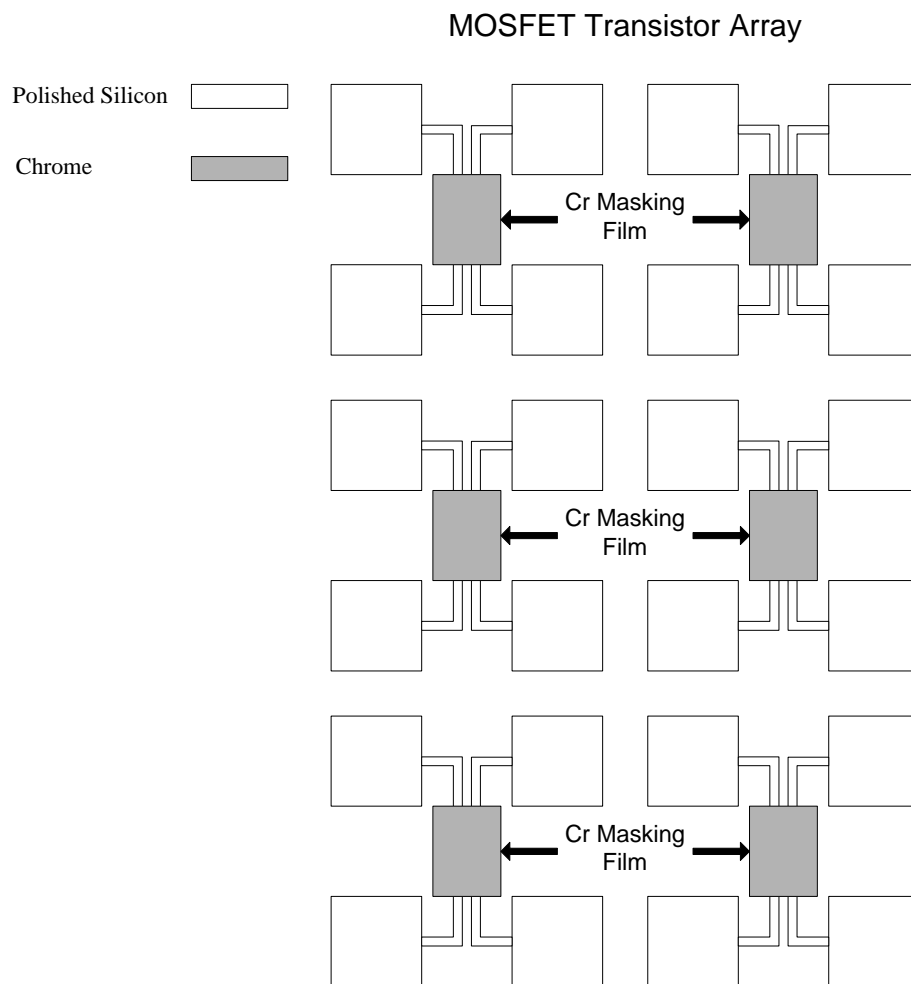 MOSFET Transistor Array
Polished Silicon
Chrome
Cr Masking
Film
Cr Masking
Film
Cr Masking
Film